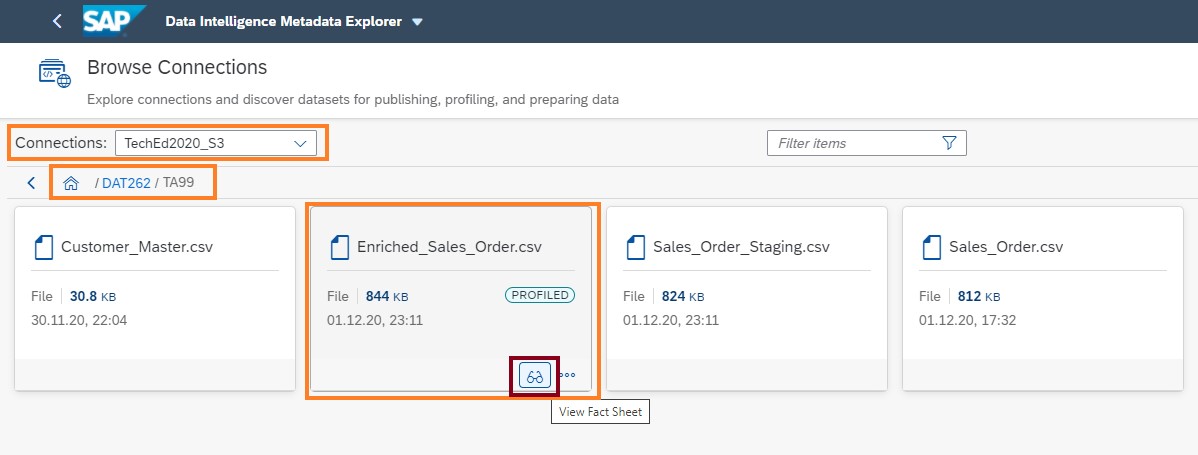 SAP Data Intelligence Metadata Explorer
Browse Connections
Explore connections and discover datasets for publishing, profiling, and preparing data
Connections: TechEd2020_S3 Filter items
/ DAT262 / TA99
Customer_Master.csv
File 30.8 KB
30.11.20, 22:04
Enriched_Sales_Order.csv
File 844 KB PROFILED
01.12.20, 23:11
View Fact Sheet
Sales_Order_Staging.csv
File 824 KB
01.12.20, 23:11
Sales_Order.csv
File 812 KB
01.12.20, 17:32